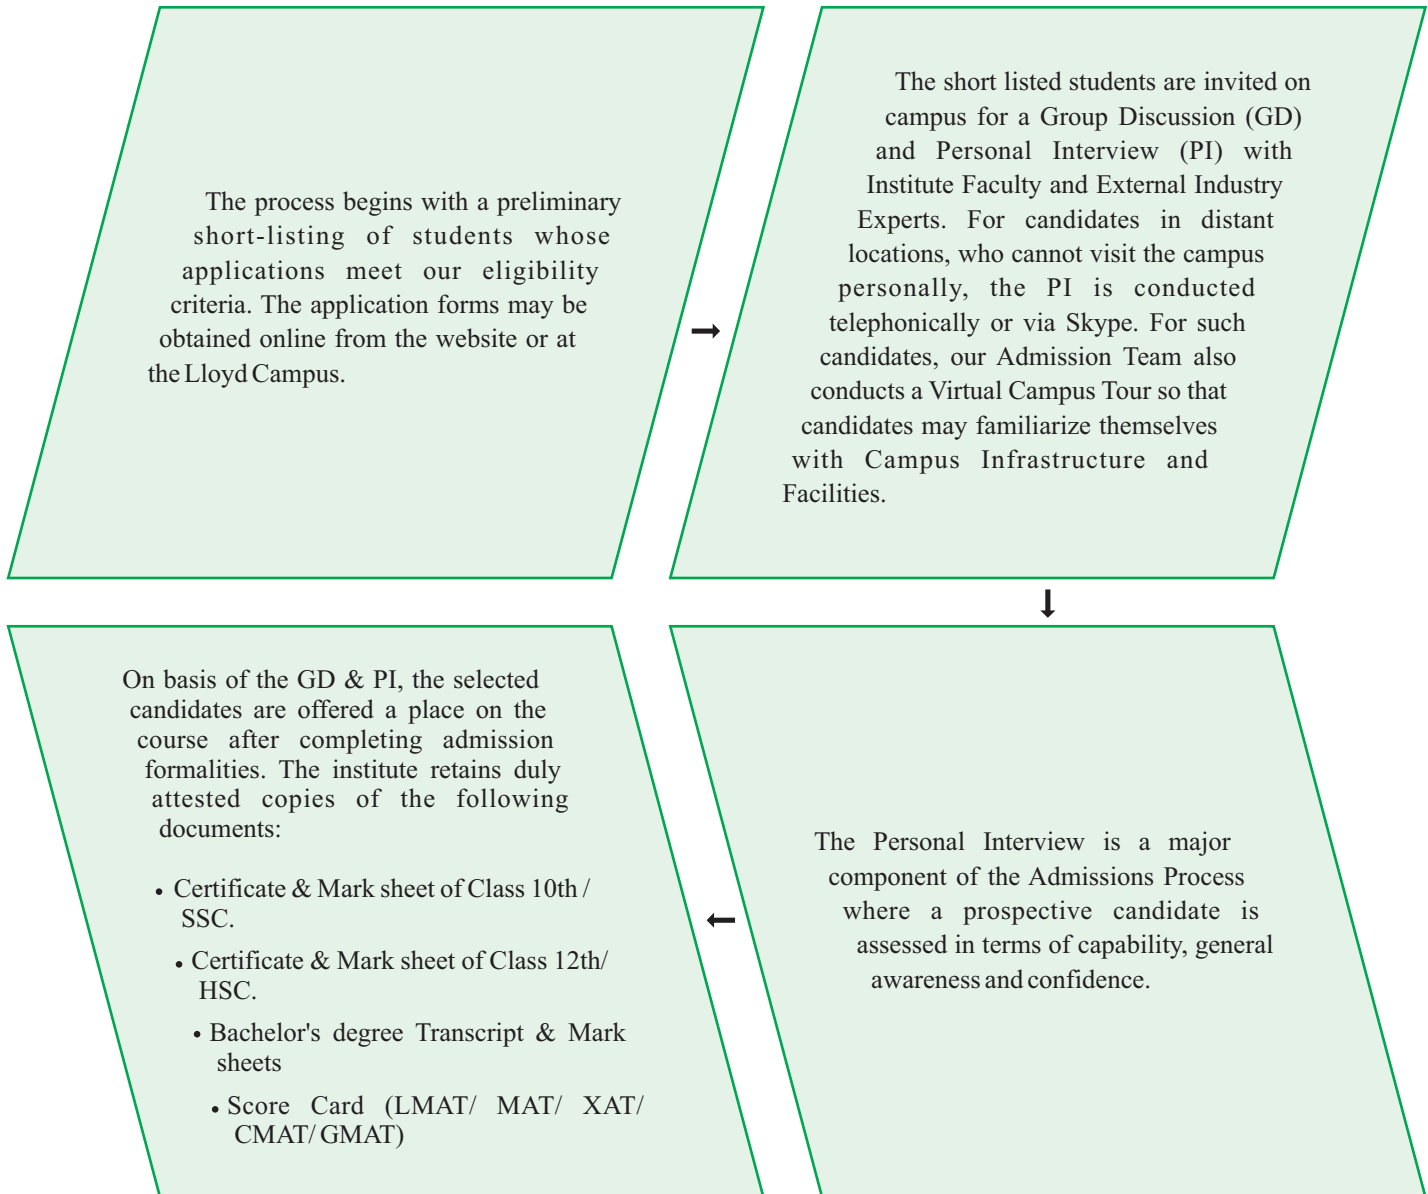 The process begins with a preliminary
short-listing of students whose
applications meet our eligibility
criteria. The application forms may be
obtained online from the website or at
the Lloyd Campus.
The short listed students are invited on
campus for a Group Discussion (GD)
and Personal Interview (PI) with
Institute Faculty and External Industry
Experts. For candidates in distant
locations, who cannot visit the campus
personally, the PI is conducted
telephonically or via Skype. For such
candidates, our Admission Team also
conducts a Virtual Campus Tour so that
candidates may familiarize themselves
with Campus Infrastructure and
Facilities.
The Personal Interview is a major
component of the Admissions Process
where a prospective candidate is
assessed in terms of capability, general
awareness and confidence.
On basis of the GD & PI, the selected
candidates are offered a place on the
course after completing admission
formalities. The institute retains duly
attested copies of the following
documents:
• Certificate & Mark sheet of Class 10th /
SSC.
• Certificate & Mark sheet of Class 12th/
HSC.
• Bachelor's degree Transcript & Mark
sheets
• Score Card (LMAT/ MAT/ XAT/
CMAT/ GMAT)